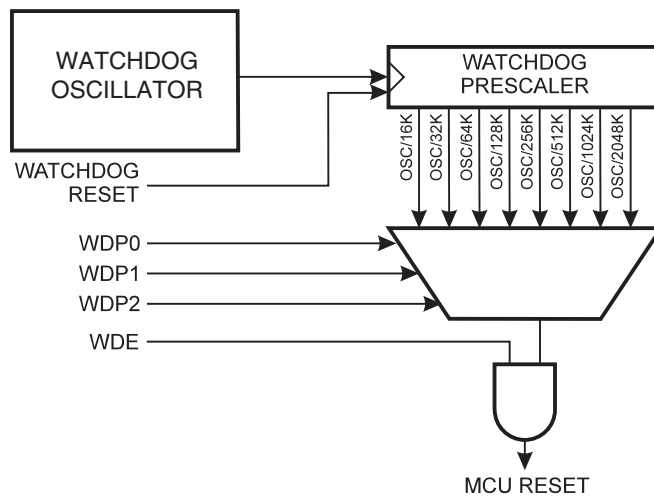 WATCHDOG
OSCILLATOR
WATCHDOG
PRESCALER
OSC/16K
OSC/32K
OSC/64K
OSC/128K
OSC/256K
OSC/512K
OSC/1024K
OSC/2048K
WATCHDOG
RESET
WDP0
WDP1
WDP2
WDE
MCU RESET